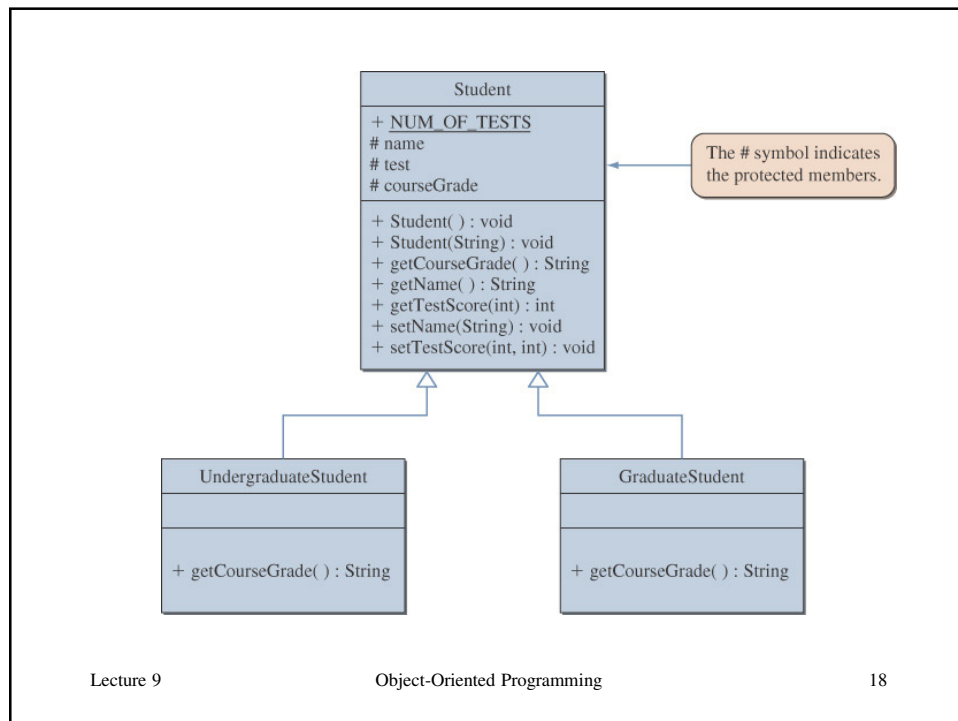 Student
+ NUM_OF_TESTS
# name
# test
# courseGrade
The # symbol indicates
the protected members.
+ Student( ) : void
+ Student(String) : void
+ getCourseGrade( ) : String
+ getName( ) : String
+ getTestScore(int) : int
+ setName(String) : void
+ setTestScore(int, int) : void
UndergraduateStudent
+ getCourseGrade( ) : String
GraduateStudent
+ getCourseGrade( ) : String
Lecture 9 Object-Oriented Programming 18